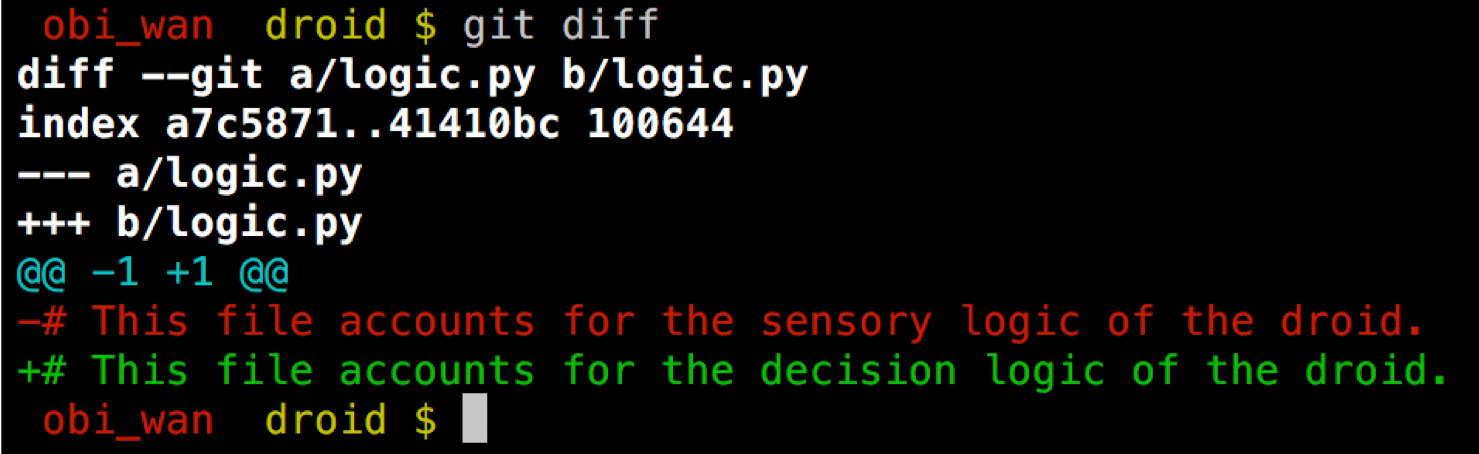 obi_wan droid $ git diff
diff --git a/logic.py b/logic.py
index a7c5871..41410bc 100644
--- a/logic.py
+++ b/logic.py
@@ -1 +1 @@
-# This file accounts for the sensory logic of the droid.
+# This file accounts for the decision logic of the droid.
obi_wan droid $